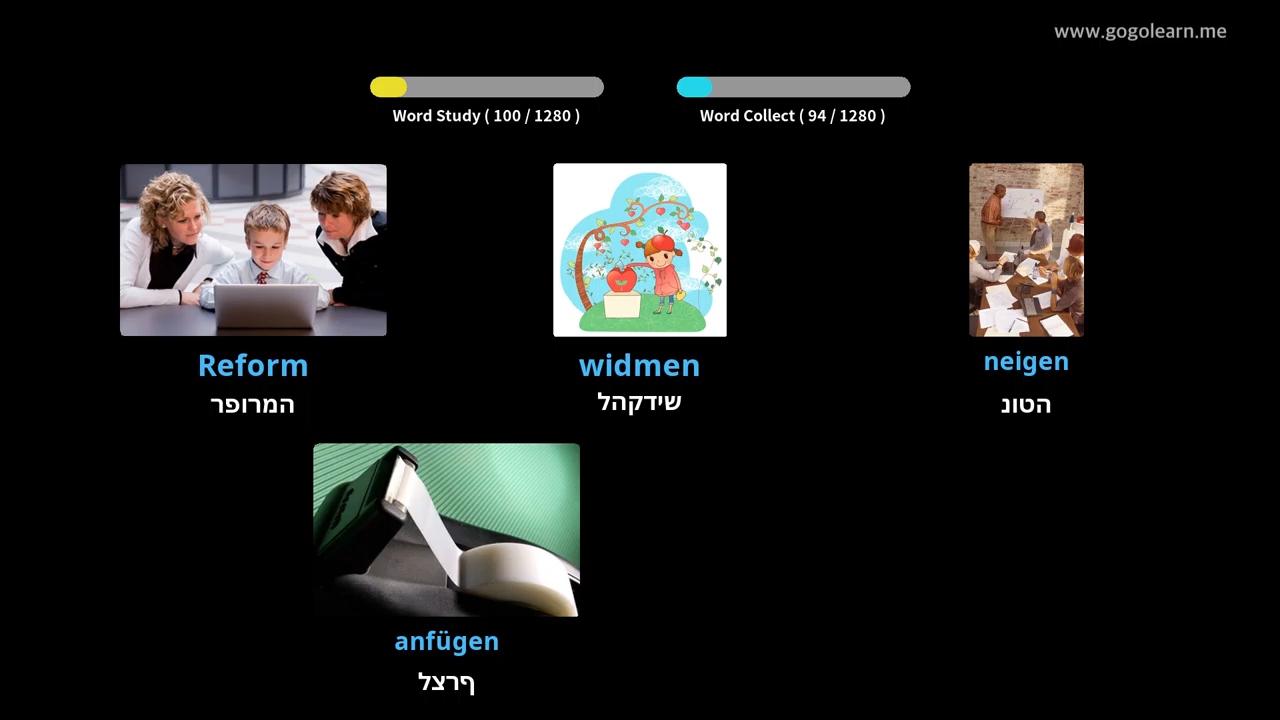 www.gogolearn.me
Word Study ( 100 / 1280 )
Word Collect ( 94 / 1280 )
Reform
המרופר
widmen
שידקהל
neigen
הטונ
anfügen
ףרצל